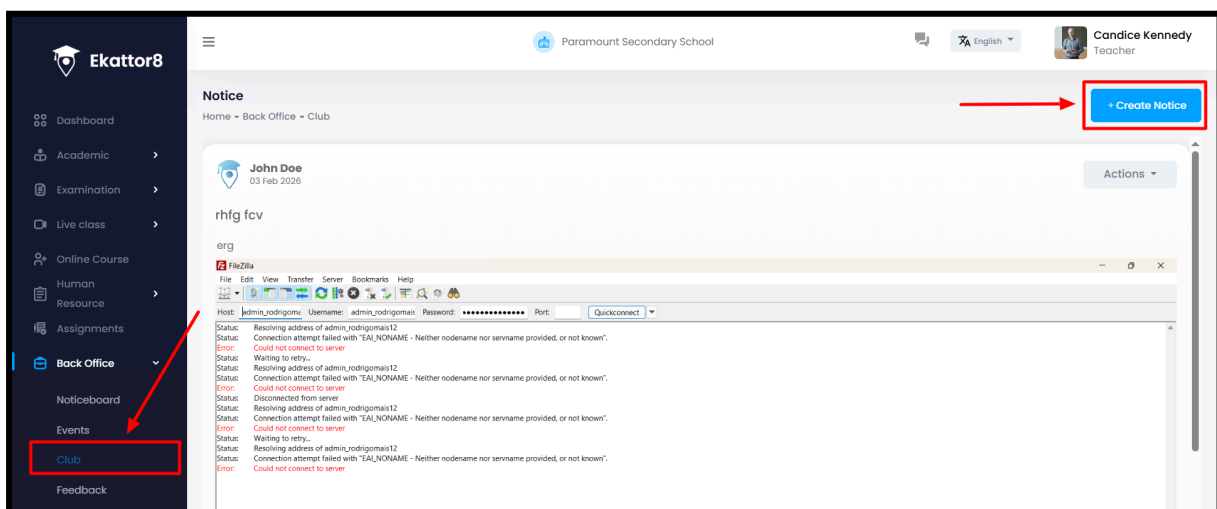 Ekattor8
Paramount Secondary School
English
Candice Kennedy
Teacher
Dashboard
Academic
Examination
Live class
Online Course
Human
Resource
Assignments
Back Office
Noticeboard
Events
Club
Feedback
Notice
Home - Back Office - Club
+ Create Notice
John Doe
03 Feb 2026
Actions
rhfg fcv
erg
FileZilla
File Edit View Transfer Server Bookmarks Help
Host: admin_rodrigoma Username: admin_rodrigomais Password: •••••••••••••• Port: Quickconnect
Status: Resolving address of admin_rodrigomais12
Status: Connection attempt failed with "EAI_NONAME - Neither nodename nor servname provided, or not known".
Error: Could not connect to server
Status: Waiting to retry...
Status: Resolving address of admin_rodrigomais12
Status: Connection attempt failed with "EAI_NONAME - Neither nodename nor servname provided, or not known".
Error: Could not connect to server
Status: Disconnected from server
Status: Resolving address of admin_rodrigomais12
Status: Connection attempt failed with "EAI_NONAME - Neither nodename nor servname provided, or not known".
Error: Could not connect to server
Status: Waiting to retry...
Status: Resolving address of admin_rodrigomais12
Status: Connection attempt failed with "EAI_NONAME - Neither nodename nor servname provided, or not known".
Error: Could not connect to server